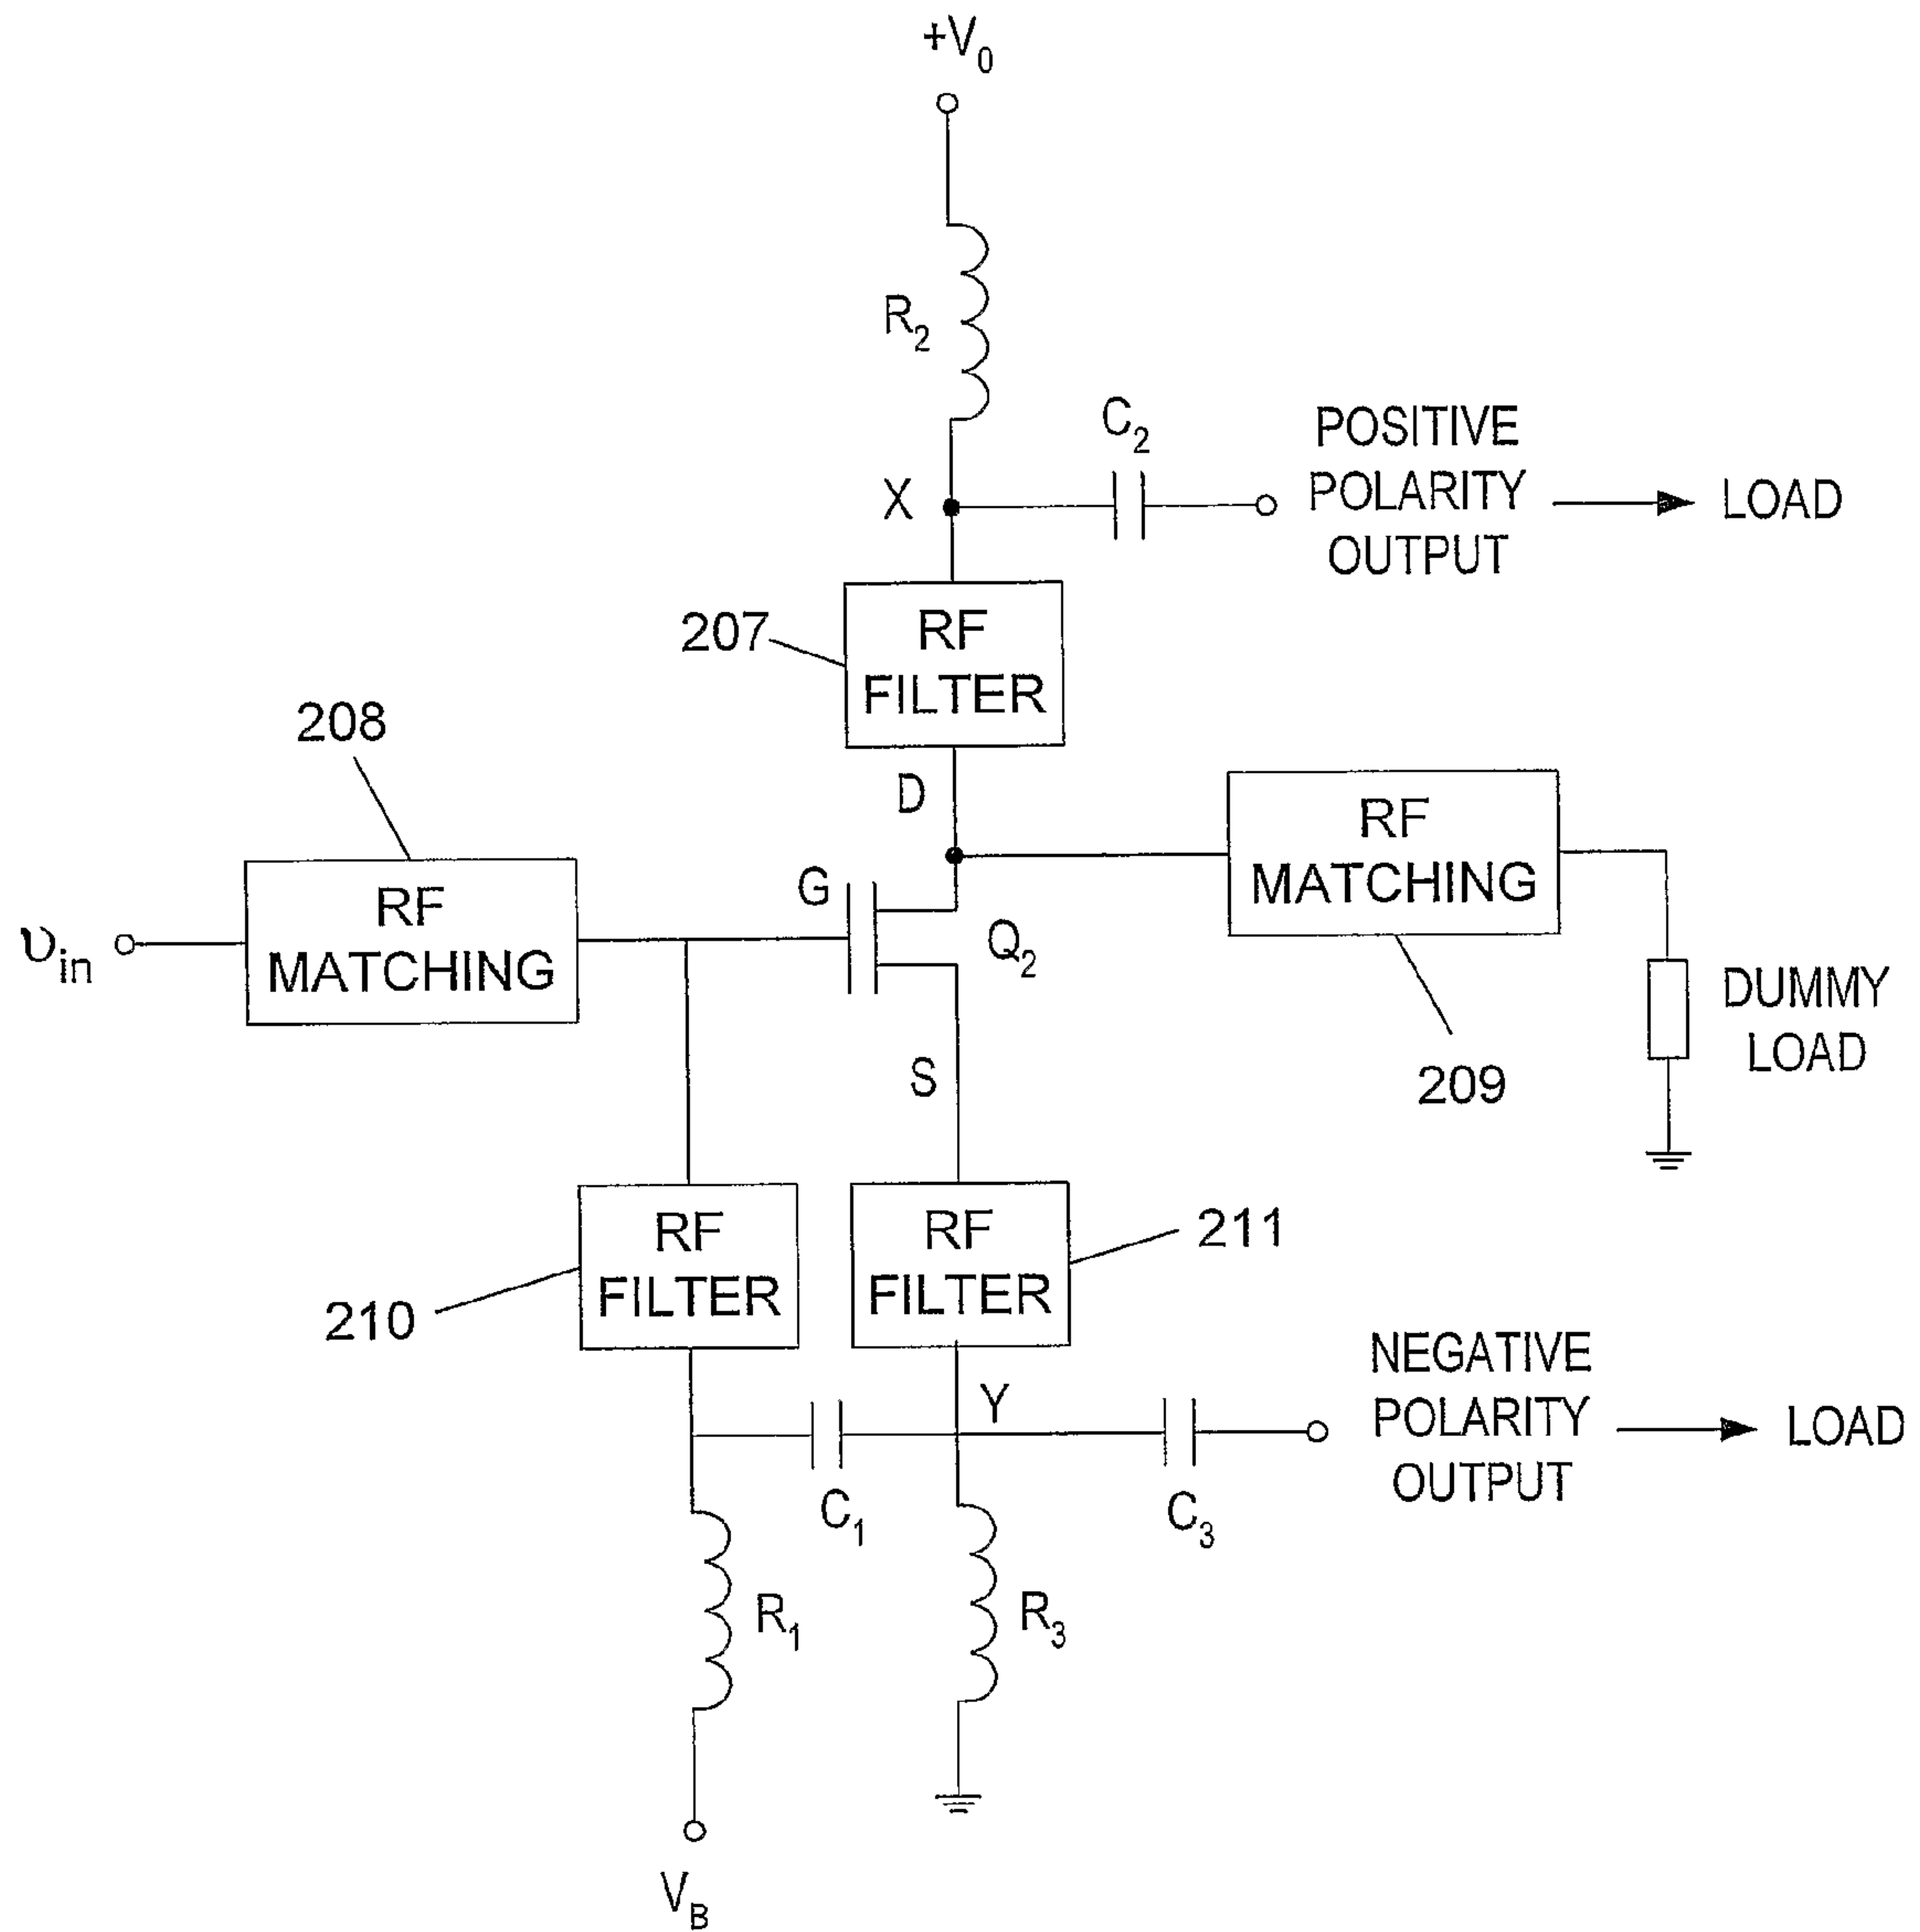 +V0
R2
C2
POSITIVE
POLARITY
OUTPUT
LOAD
X
207
RF
FILTER
208
D
RF
MATCHING
G
RF
MATCHING
υin
Q2
DUMMY
LOAD
S
209
RF
FILTER
RF
FILTER
211
210
NEGATIVE
POLARITY
OUTPUT
LOAD
Y
C1
C3
R1
R3
VB